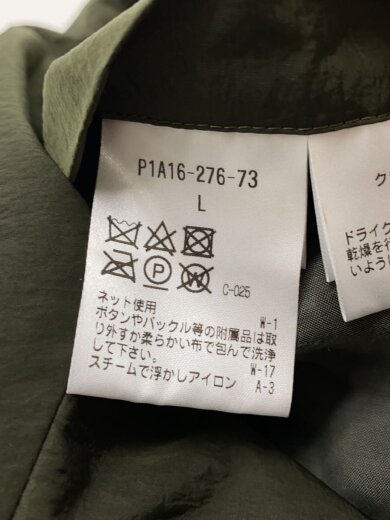 P1A16-276-73
L
P W
C-025
ネット使用 W-1
ボタンやバックル等の附属品は取
り外すか柔らかい布で包んで洗浄
して下さい。 W-17
スチームで浮かしアイロン A-3
ク
ドライク
乾燥を行
いように